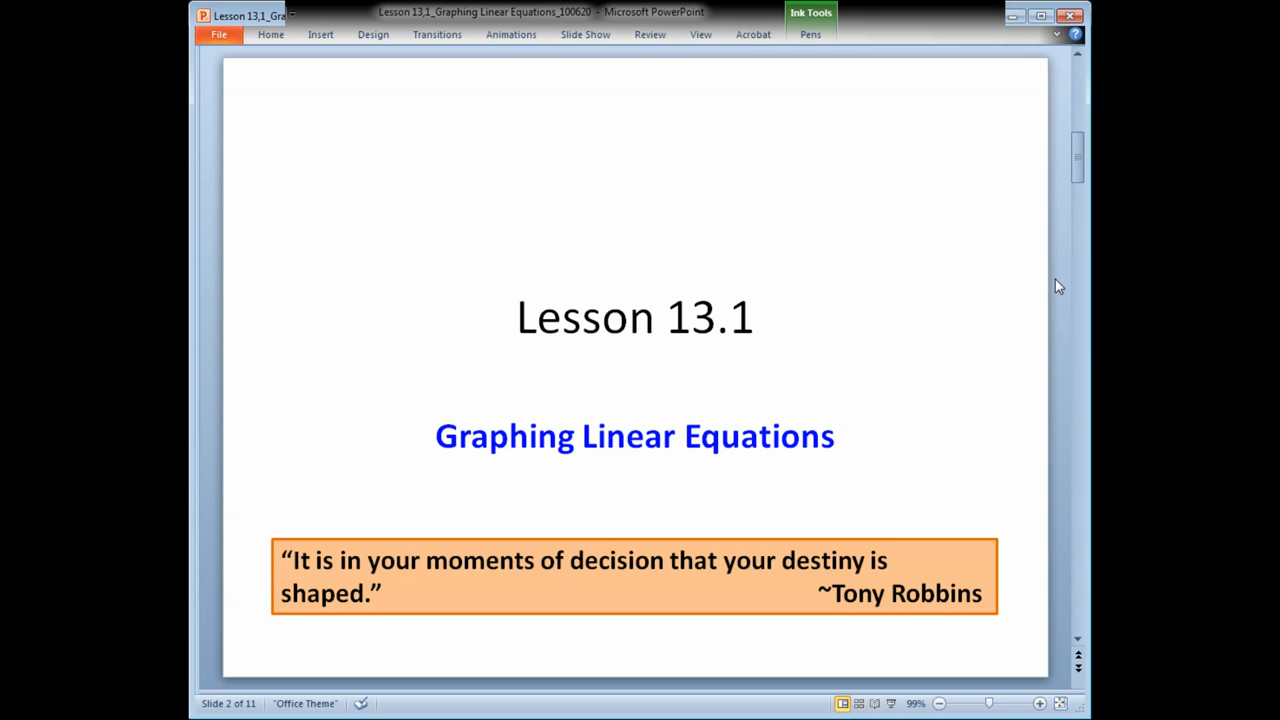 Lesson 13,1_Gra
Lesson 13,1_Graphing Linear Equations_100620 - Microsoft PowerPoint
Ink Tools
File Home Insert Design Transitions Animations Slide Show Review View Acrobat Pens
Lesson 13.1
Graphing Linear Equations
“It is in your moments of decision that your destiny is
shaped.” ~Tony Robbins
Slide 2 of 11 "Office Theme" 99%